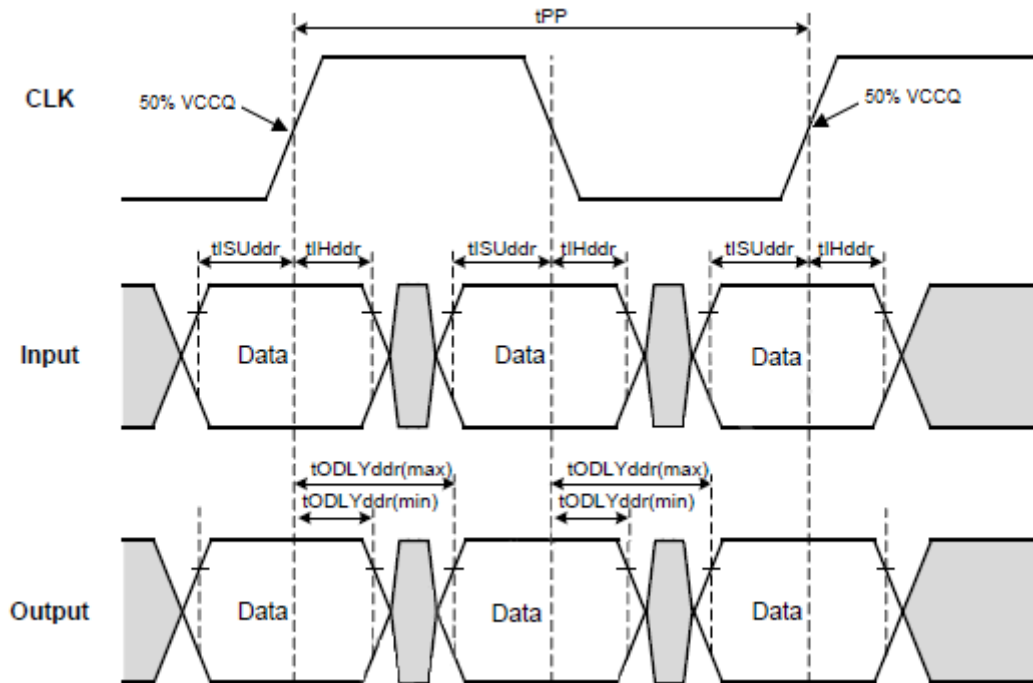 tPP
CLK
50% VCCQ
50% VCCQ
tISUddr
tIHddr
tISUddr
tIHddr
tISUddr
tIHddr
Input
Data
Data
Data
tODLYddr(max)
tODLYddr(max)
tODLYddr(min)
tODLYddr(min)
Output
Data
Data
Data